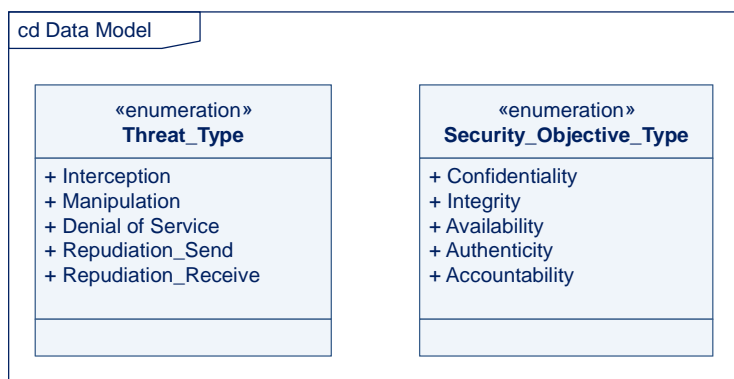 cd Data Model
«enumeration»
Threat_Type
+ Interception
+ Manipulation
+ Denial of Service
+ Repudiation_Send
+ Repudiation_Receive
«enumeration»
Security_Objective_Type
+ Confidentiality
+ Integrity
+ Availability
+ Authenticity
+ Accountability